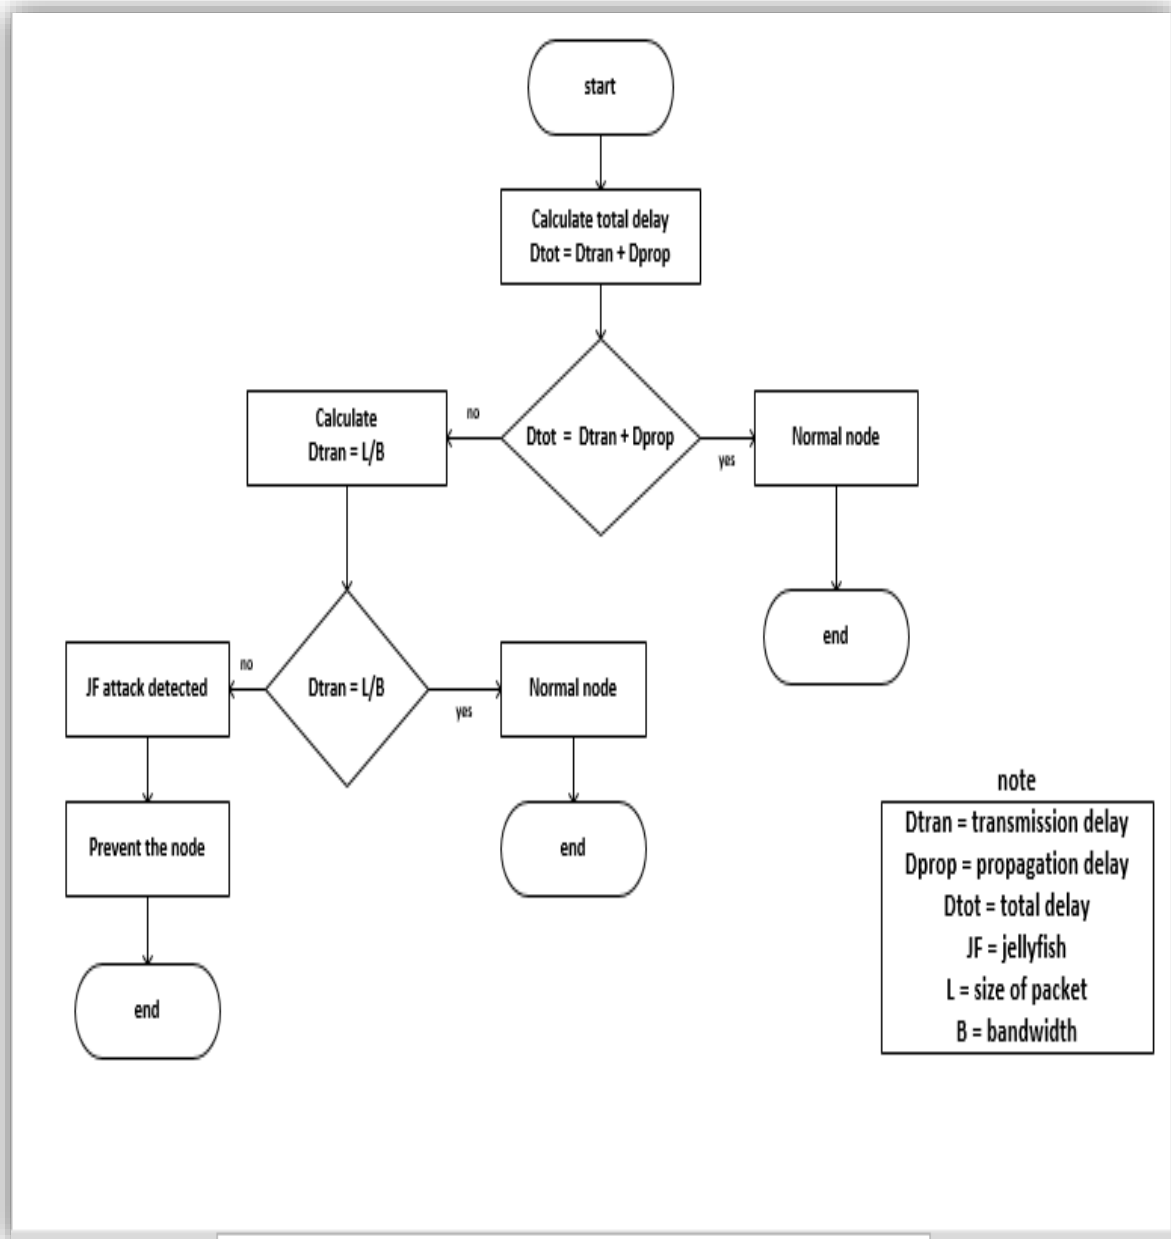 start
Calculate total delay
Dtot = Dtran + Dprop
Dtot = Dtran + Dprop
no
yes
Calculate
Dtran = L/B
Normal node
end
Dtran = L/B
no
yes
JF attack detected
Normal node
Prevent the node
end
end
note
Dtran = transmission delay
Dprop = propagation delay
Dtot = total delay
JF = jellyfish
L = size of packet
B = bandwidth